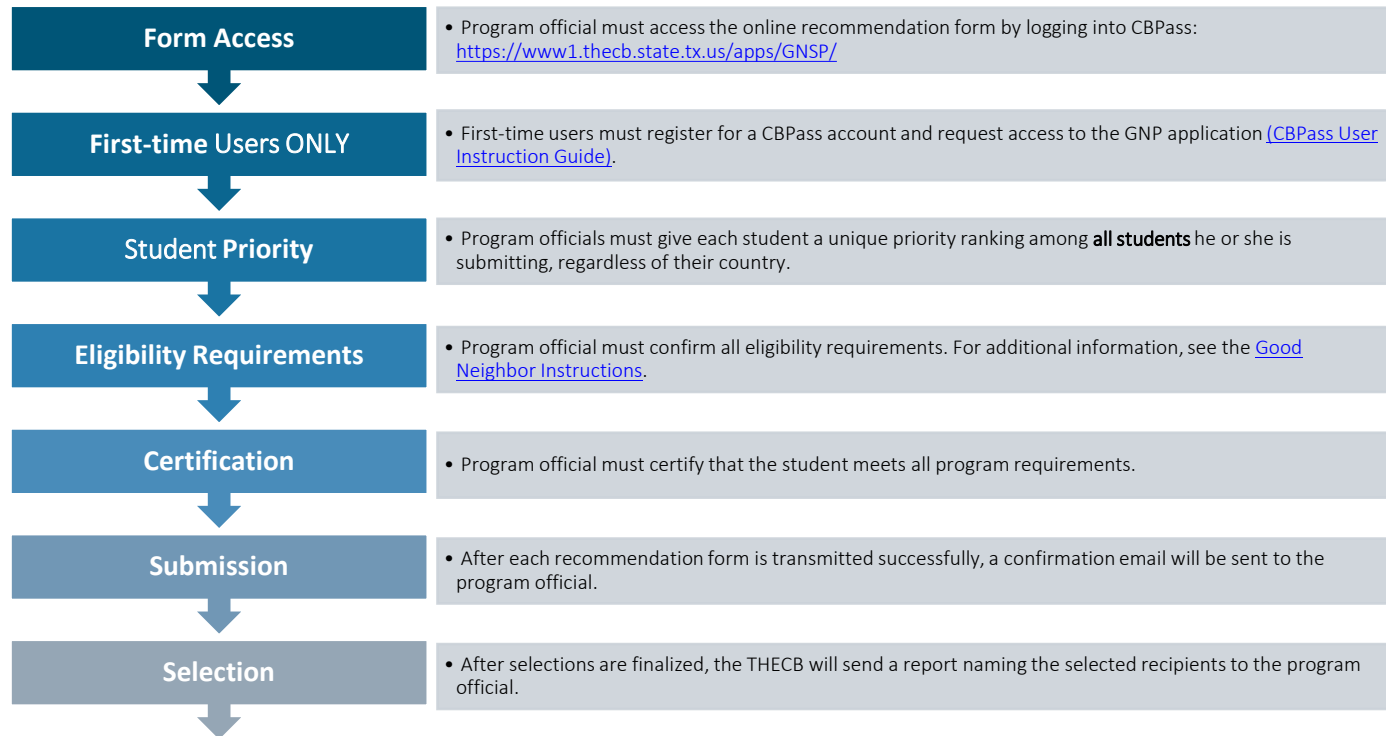 Form Access
• Program official must access the online recommendation form by logging into CBPass:
https://www1.thecb.state.tx.us/apps/GNSP/
First-time Users ONLY
• First-time users must register for a CBPass account and request access to the GNP application (CBPass User
Instruction Guide).
Student Priority
• Program officials must give each student a unique priority ranking among all students he or she is
submitting, regardless of their country.
Eligibility Requirements
• Program official must confirm all eligibility requirements. For additional information, see the Good
Neighbor Instructions.
Certification
• Program official must certify that the student meets all program requirements.
Submission
• After each recommendation form is transmitted successfully, a confirmation email will be sent to the
program official.
Selection
• After selections are finalized, the THECB will send a report naming the selected recipients to the program
official.